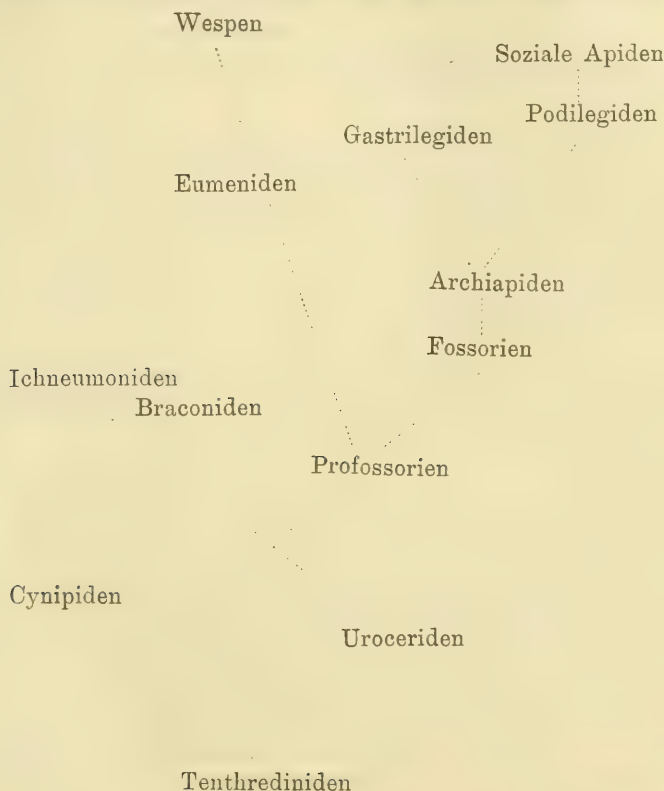 Wespen
Soziale Apiden
Podilegiden
Gastrilegiden
Eumeniden
Archiapiden
Fossorien
Ichneumoniden
Braconiden
Profossorien
Cynipiden
Uroceriden
Tenthrediniden